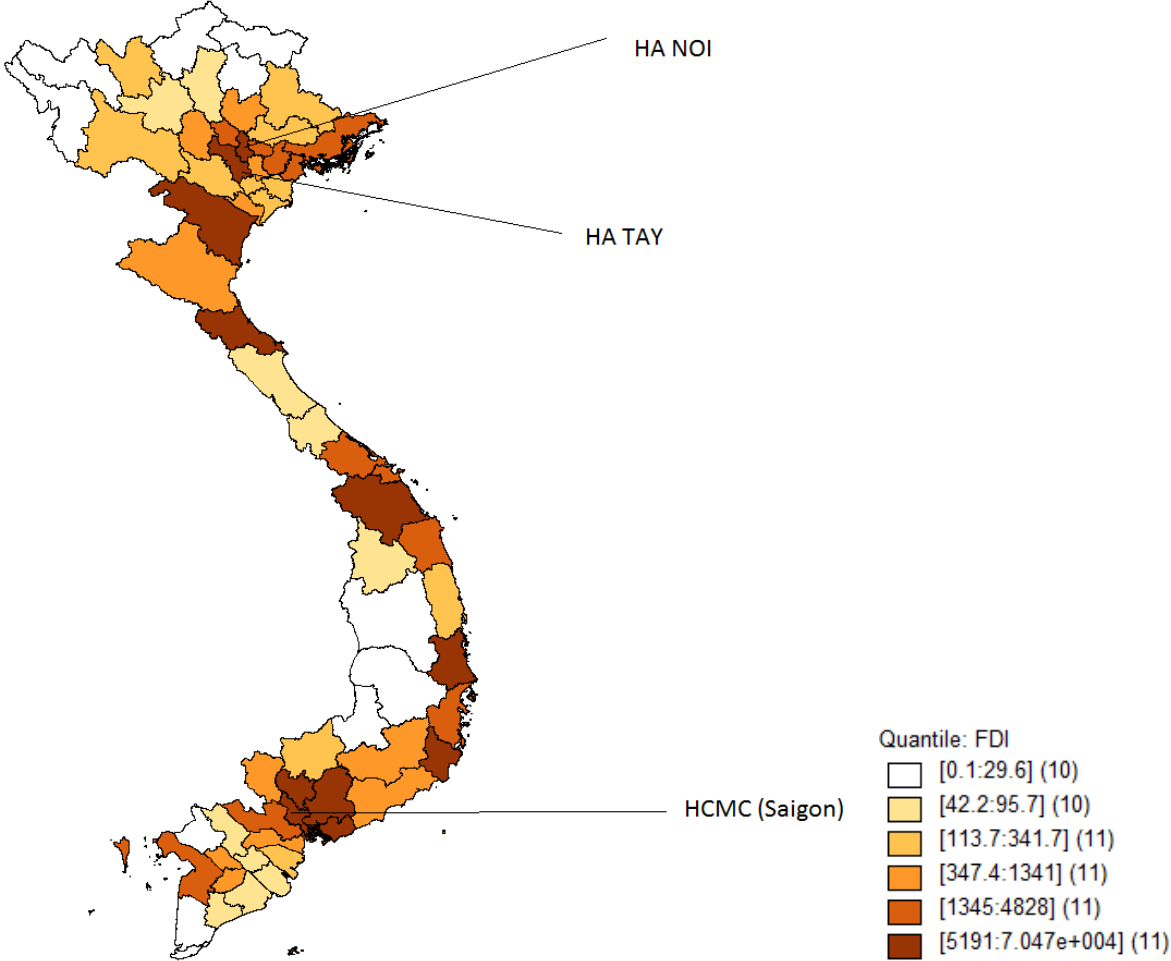 HA NOI
HA TAY
HCMC (Saigon)
Quantile: FDI
[0.1:29.6] (10)
[42.2:95.7] (10)
[113.7:341.7] (11)
[347.4:1341] (11)
[1345:4828] (11)
[5191:7.047e+004] (11)